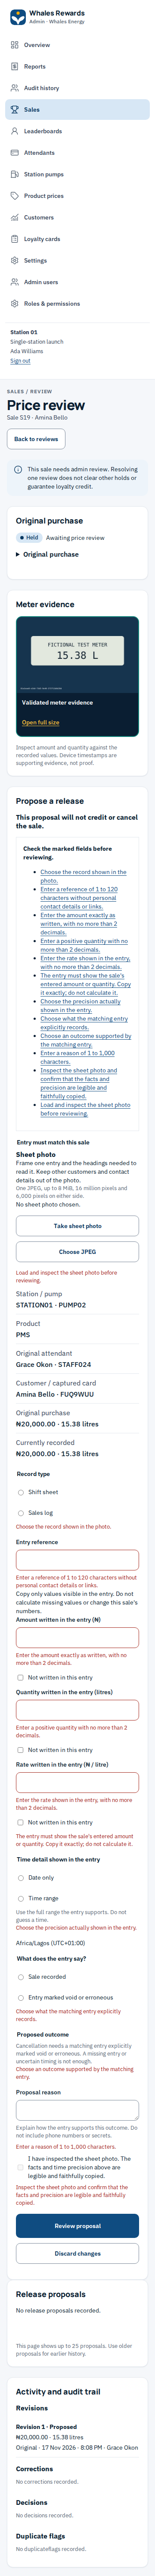 Whales Rewards
Admin · Whales Energy
Overview
Reports
Audit history
Sales
Leaderboards
Attendants
Station pumps
Product prices
Customers
Loyalty cards
Settings
Admin users
Roles & permissions
Station 01
Single-station launch
Ada Williams
Sign out
SALES / REVIEW
Price review
Sale 519 · Amina Bello
Back to reviews
This sale needs admin review. Resolving
one review does not clear other holds or
guarantee loyalty credit.
Original purchase
Held
Awaiting price review
Original purchase
Meter evidence
FICTIONAL TEST METER
15.38 L
Validated meter evidence
Open full size
Inspect amount and quantity against the
recorded values. Device timestamps are
supporting evidence, not proof.
Propose a release
This proposal will not credit or cancel
the sale.
Check the marked fields before
reviewing.
Choose the record shown in the
photo.
Enter a reference of 1 to 120
characters without personal
contact details or links.
Enter the amount exactly as
written, with no more than 2
decimals.
Enter a positive quantity with no
more than 2 decimals.
Enter the rate shown in the entry,
with no more than 2 decimals.
The entry must show the sale's
entered amount or quantity. Copy
it exactly; do not calculate it.
Choose the precision actually
shown in the entry.
Choose what the matching entry
explicitly records.
Choose an outcome supported by
the matching entry.
Enter a reason of 1 to 1,000
characters.
Inspect the sheet photo and
confirm that the facts and
precision are legible and
faithfully copied.
Load and inspect the sheet photo
before reviewing.
Entry must match this sale
Sheet photo
Frame one entry and the headings needed to
read it. Keep other customers and contact
details out of the photo.
One JPEG, up to 8 MiB, 16 million pixels and
6,000 pixels on either side.
No sheet photo chosen.
Take sheet photo
Choose JPEG
Load and inspect the sheet photo before
reviewing.
Station / pump
STATION01 · PUMP02
Product
PMS
Original attendant
Grace Okon · STAFF024
Customer / captured card
Amina Bello · FUQ9WUU
Original purchase
₦20,000.00 · 15.38 litres
Currently recorded
₦20,000.00 · 15.38 litres
Record type
Shift sheet
Sales log
Choose the record shown in the photo.
Entry reference
Enter a reference of 1 to 120 characters without
personal contact details or links.
Copy only values visible in the entry. Do not
calculate missing values or change this sale's
numbers.
Amount written in the entry (₦)
Enter the amount exactly as written, with no
more than 2 decimals.
Not written in this entry
Quantity written in the entry (litres)
Enter a positive quantity with no more than 2
decimals.
Not written in this entry
Rate written in the entry (₦ / litre)
Enter the rate shown in the entry, with no more
than 2 decimals.
Not written in this entry
The entry must show the sale's entered amount
or quantity. Copy it exactly; do not calculate it.
Time detail shown in the entry
Date only
Time range
Use the full range the entry supports. Do not
guess a time.
Choose the precision actually shown in the entry.
Africa/Lagos (UTC+01:00)
What does the entry say?
Sale recorded
Entry marked void or erroneous
Choose what the matching entry explicitly
records.
Proposed outcome
Cancellation needs a matching entry explicitly
marked void or erroneous. A missing entry or
uncertain timing is not enough.
Choose an outcome supported by the matching
entry.
Proposal reason
Explain how the entry supports this outcome. Do
not include phone numbers or secrets.
Enter a reason of 1 to 1,000 characters.
I have inspected the sheet photo. The
facts and time precision above are
legible and faithfully copied.
Inspect the sheet photo and confirm that the
facts and precision are legible and faithfully
copied.
Review proposal
Discard changes
Release proposals
No release proposals recorded.
This page shows up to 25 proposals. Use older
proposals for earlier history.
Activity and audit trail
Revisions
Revision 1 · Proposed
₦20,000.00 · 15.38 litres
Original · 17 Nov 2026 · 8:08 PM · Grace Okon
Corrections
No corrections recorded.
Decisions
No decisions recorded.
Duplicate flags
No duplicateflags recorded.